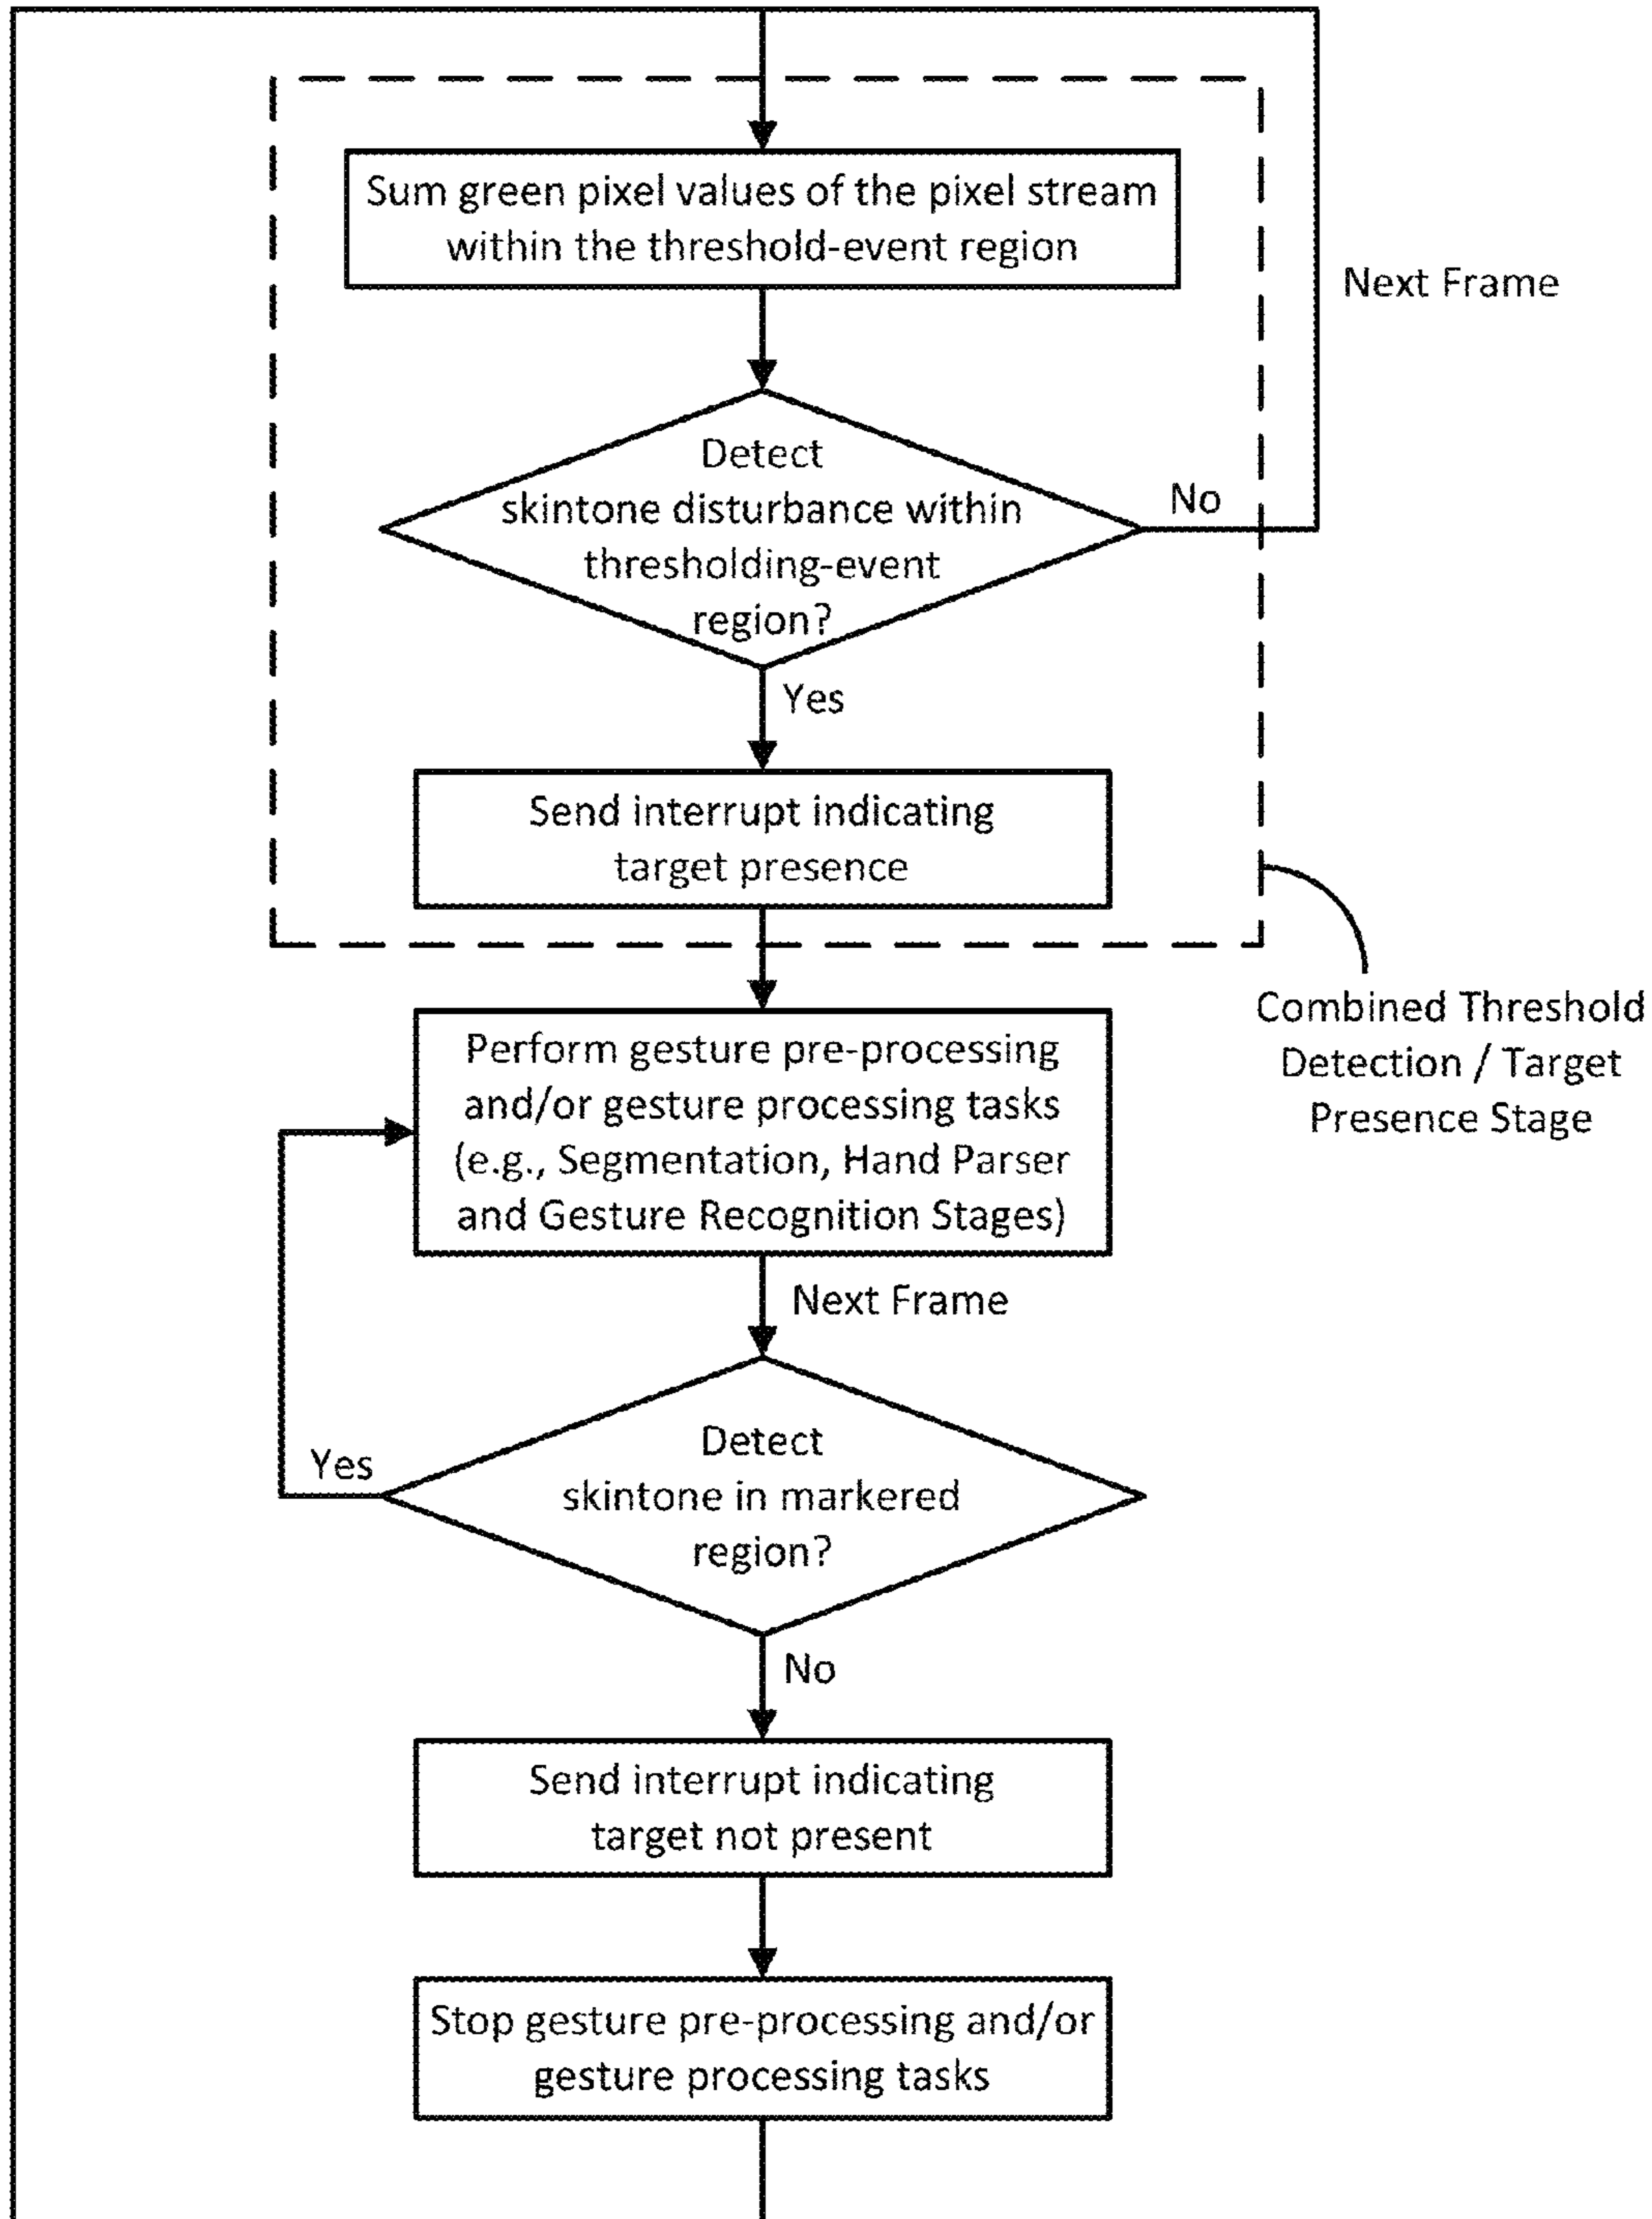 Sum green pixel values of the pixel stream
within the threshold-event region
Next Frame
Detect
skintone disturbance within
thresholding-event
region?
No
Yes
Send interrupt indicating
target presence
Combined Threshold
Detection / Target
Presence Stage
Perform gesture pre-processing
and/or gesture processing tasks
(e.g., Segmentation, Hand Parser
and Gesture Recognition Stages)
Next Frame
Detect
skintone in markered
region?
Yes
No
Send interrupt indicating
target not present
Stop gesture pre-processing and/or
gesture processing tasks